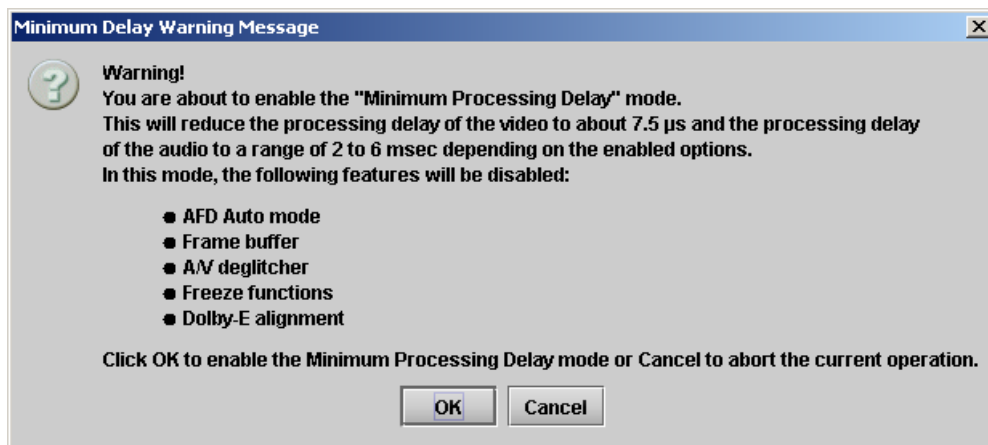 Minimum Delay Warning Message
Warning!
You are about to enable the "Minimum Processing Delay" mode.
This will reduce the processing delay of the video to about 7.5 µs and the processing delay
of the audio to a range of 2 to 6 msec depending on the enabled options.
In this mode, the following features will be disabled:
● AFD Auto mode
● Frame buffer
● A/V deglitcher
● Freeze functions
● Dolby-E alignment
Click OK to enable the Minimum Processing Delay mode or Cancel to abort the current operation.
OK Cancel